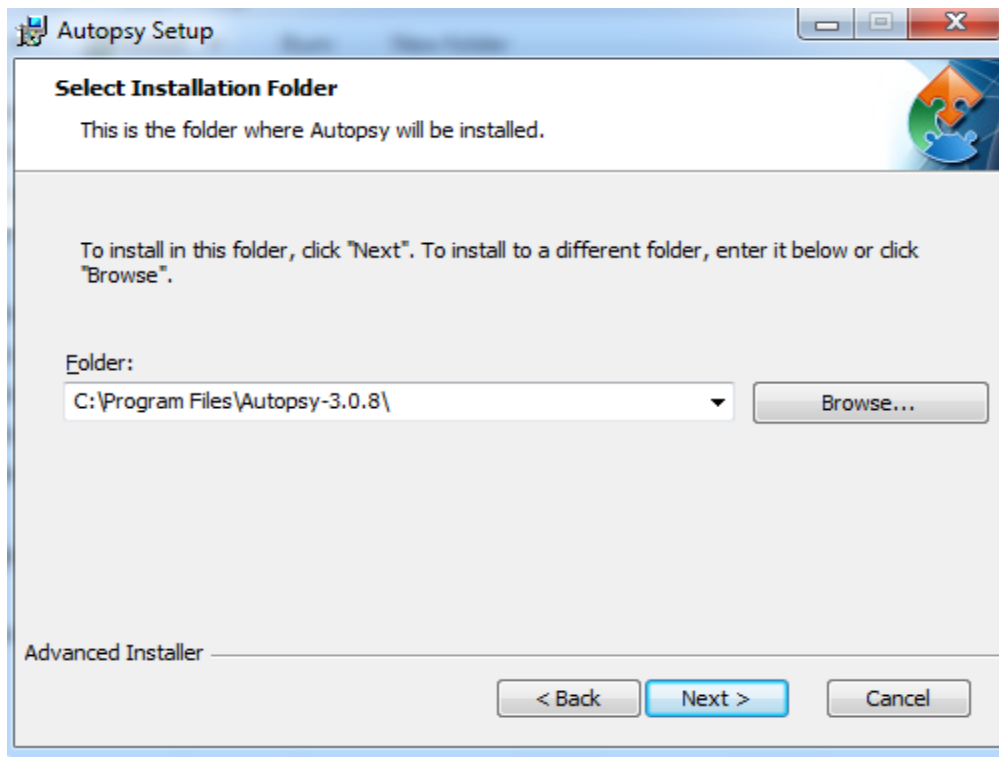 Autopsy Setup
Select Installation Folder
This is the folder where Autopsy will be installed.
To install in this folder, click "Next". To install to a different folder, enter it below or click
"Browse".
Folder:
C:\Program Files\Autopsy-3.0.8\
Browse...
Advanced Installer
< Back
Next >
Cancel